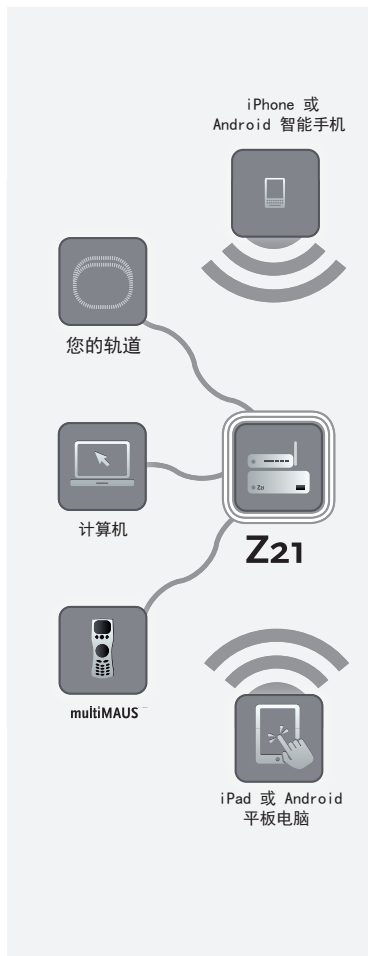 iPhone 或
Android 智能手机
您的轨道
计算机
Z21
multiMAUS
iPad 或 Android
平板电脑